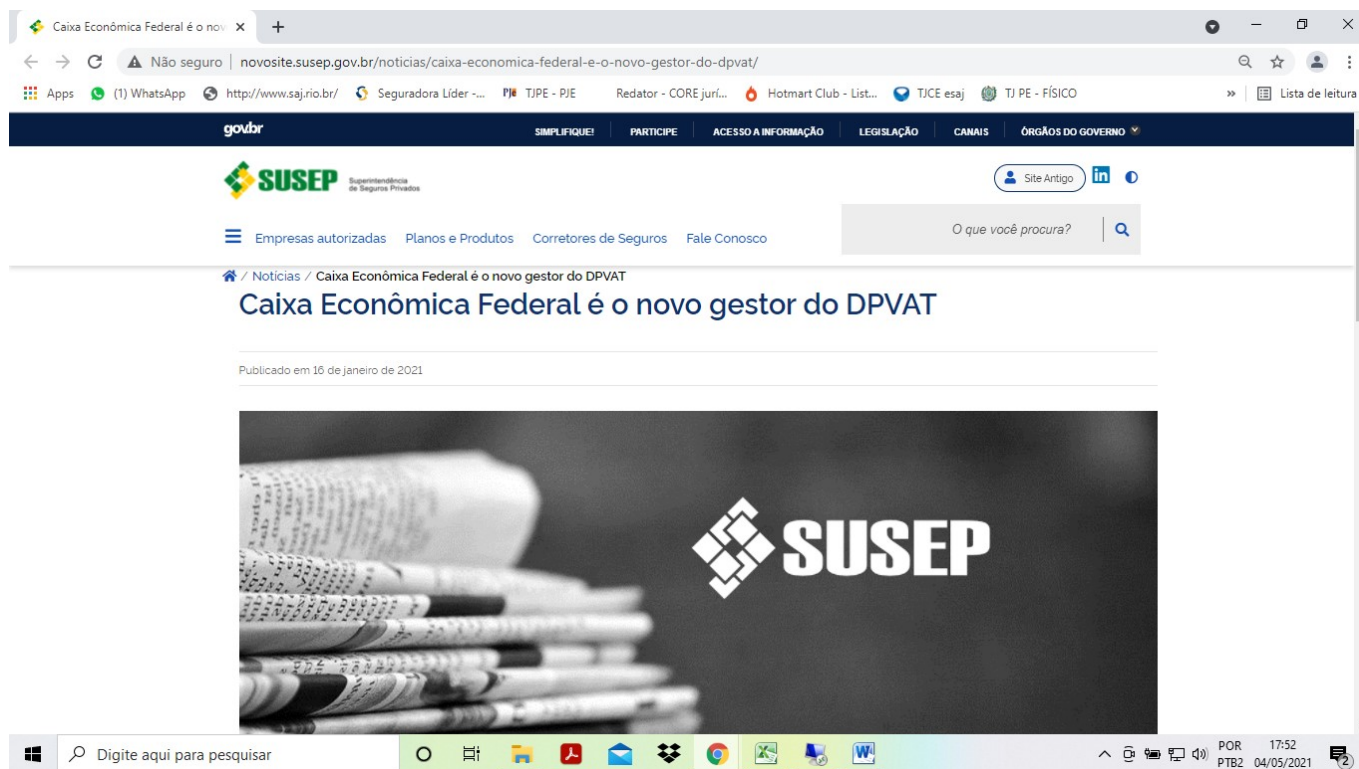 Caixa Econômica Federal é o nov
Não seguro | novosite.susep.gov.br/noticias/caixa-economica-federal-e-o-novo-gestor-do-dpvat/
Apps (1) WhatsApp http://www.saj.rio.br/ Seguradora Líder -... PJe TJPE - PJE Redator - CORE jurí... Hotmart Club - List... TJCE esaj TJ PE - FÍSICO » Lista de leitura
gov.br SIMPLIFIQUE! PARTICIPE ACESSO A INFORMAÇÃO LEGISLAÇÃO CANAIS ÓRGÃOS DO GOVERNO
SUSEP Superintendência
de Seguros Privados
Site Antigo in
Empresas autorizadas Planos e Produtos Corretores de Seguros Fale Conosco O que você procura?
/ Notícias / Caixa Econômica Federal é o novo gestor do DPVAT
Caixa Econômica Federal é o novo gestor do DPVAT
Publicado em 16 de janeiro de 2021
SUSEP
Digite aqui para pesquisar
POR 17:52
PTB2 04/05/2021 2